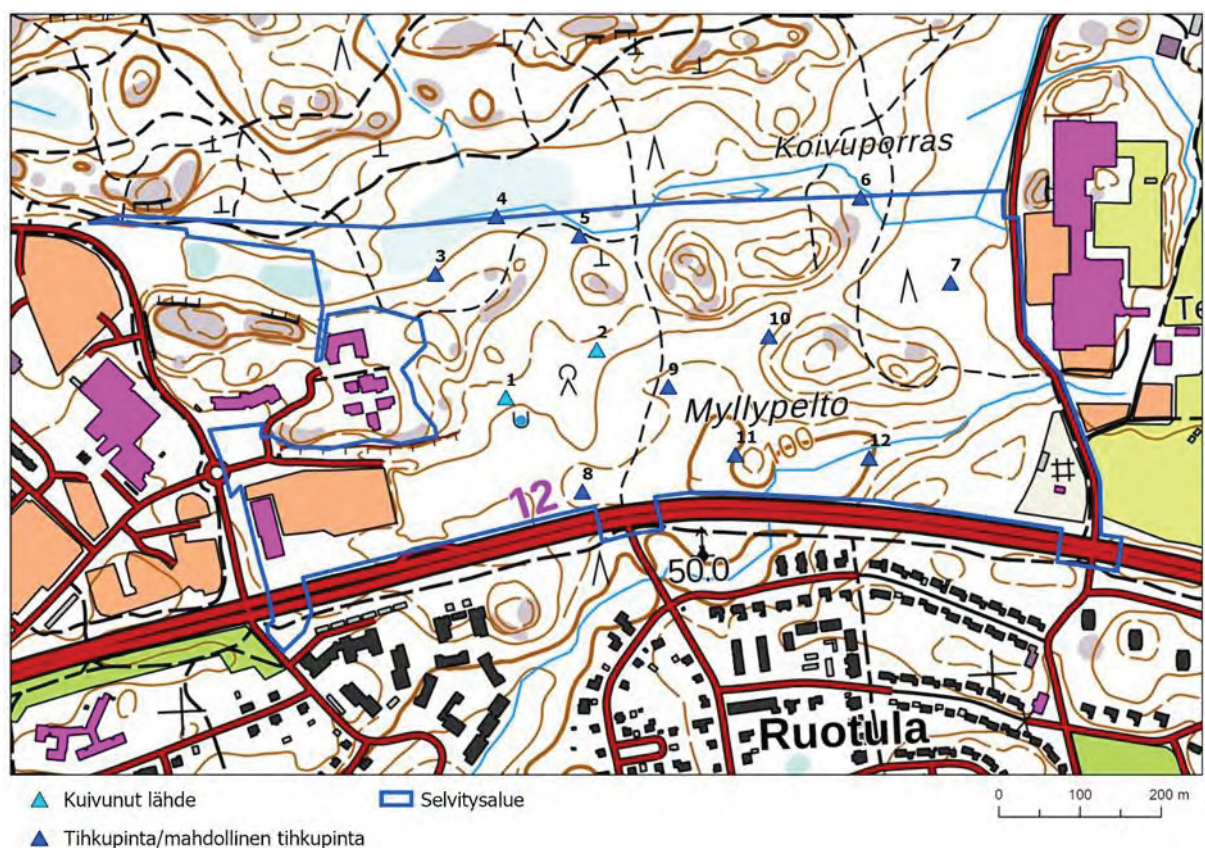 Koivuporras
4
6
5
3
7
Te
10
2
9
1
Myllypelto
11
100
12
8
12
50.0
Ruotula
Kuivunut lähde
Selvitysalue
Tihkupinta/mahdollinen tihkupinta
0 100 200 m